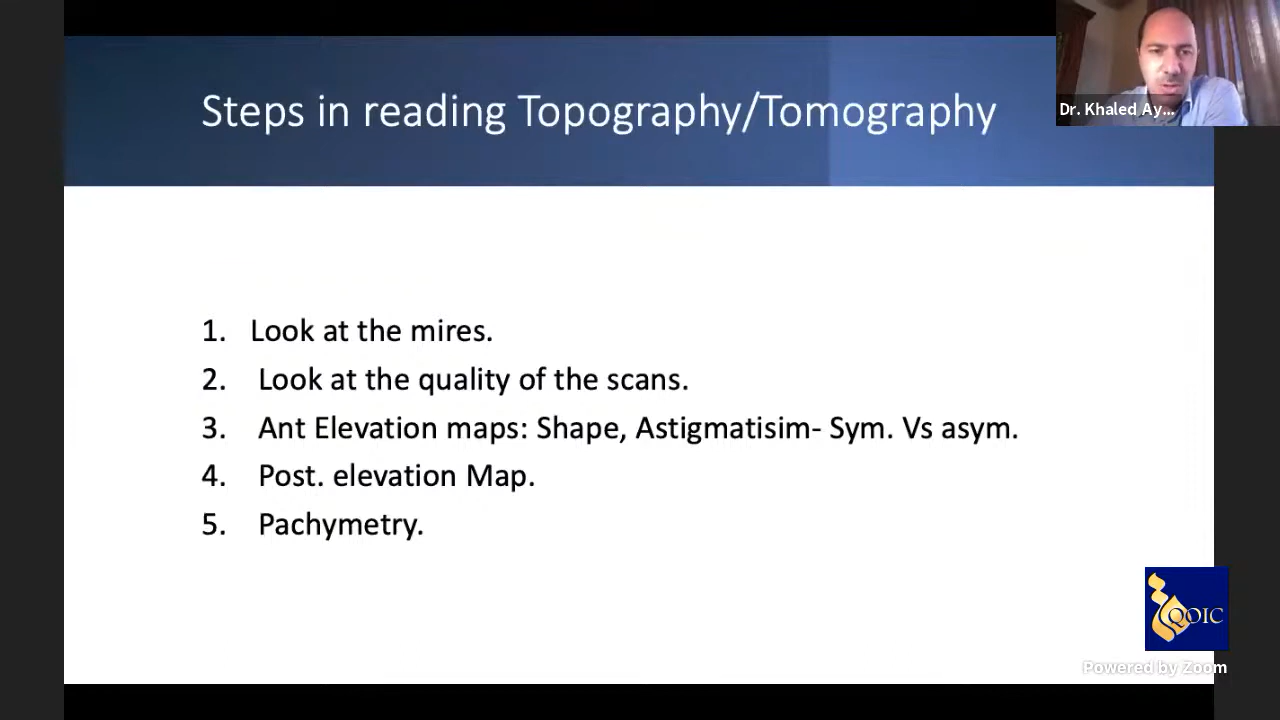 Steps in reading Topography/Tomography
Dr. Khaled Ay...
1. Look at the mires.
2. Look at the quality of the scans.
3. Ant Elevation maps: Shape, Astigmatisim- Sym. Vs asym.
4. Post. elevation Map.
5. Pachymetry.
QOIC
Powered by Zoom